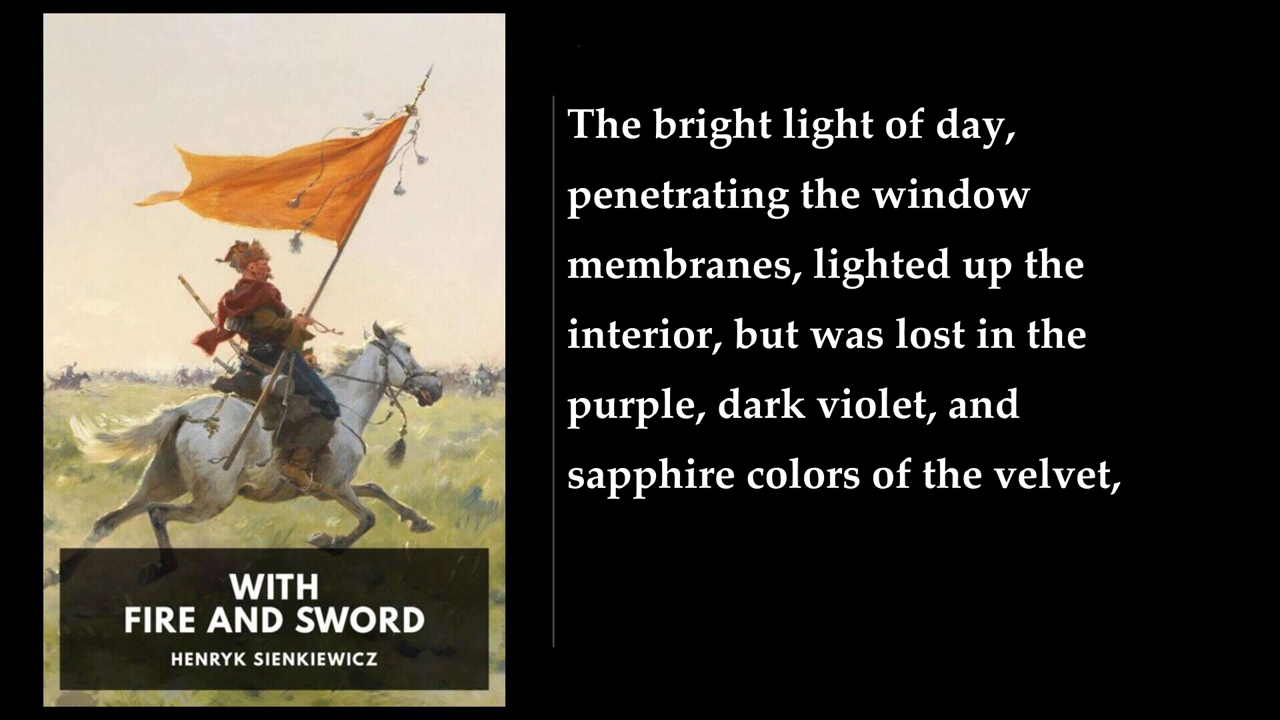 The bright light of day,
penetrating the window
membranes, lighted up the
interior, but was lost in the
purple, dark violet, and
sapphire colors of the velvet,
WITH
FIRE AND SWORD
HENRYK SIENKIEWICZ